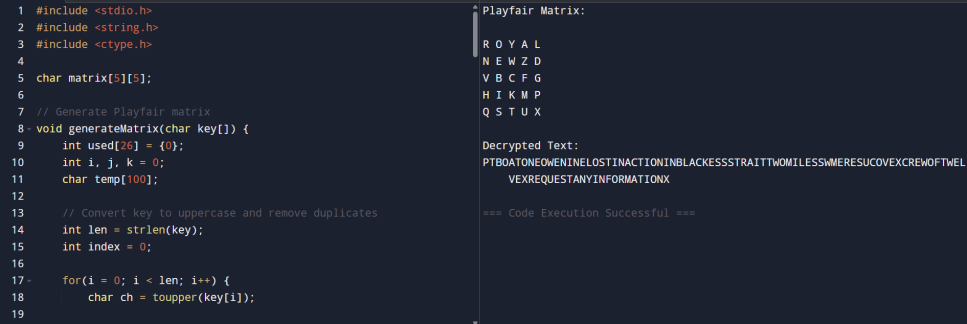 1 #include <stdio.h>
2 #include <string.h>
3 #include <ctype.h>
4
5 char matrix[5][5];
6
7 // Generate Playfair matrix
8 void generateMatrix(char key[]) {
9 int used[26] = {0};
10 int i, j, k = 0;
11 char temp[100];
12
13 // Convert key to uppercase and remove duplicates
14 int len = strlen(key);
15 int index = 0;
16
17 for(i = 0; i < len; i++) {
18 char ch = toupper(key[i]);
19
Playfair Matrix:
R O Y A L
N E W Z D
V B C F G
H I K M P
Q S T U X
Decrypted Text:
PTBOATONEOWENINELOSTINACTIONINBLACKESSSTRAITTWOMILESSWMERESUCOVEXCREWOFTWEL
VEXREQUESTANYINFORMATIONX
=== Code Execution Successful ===